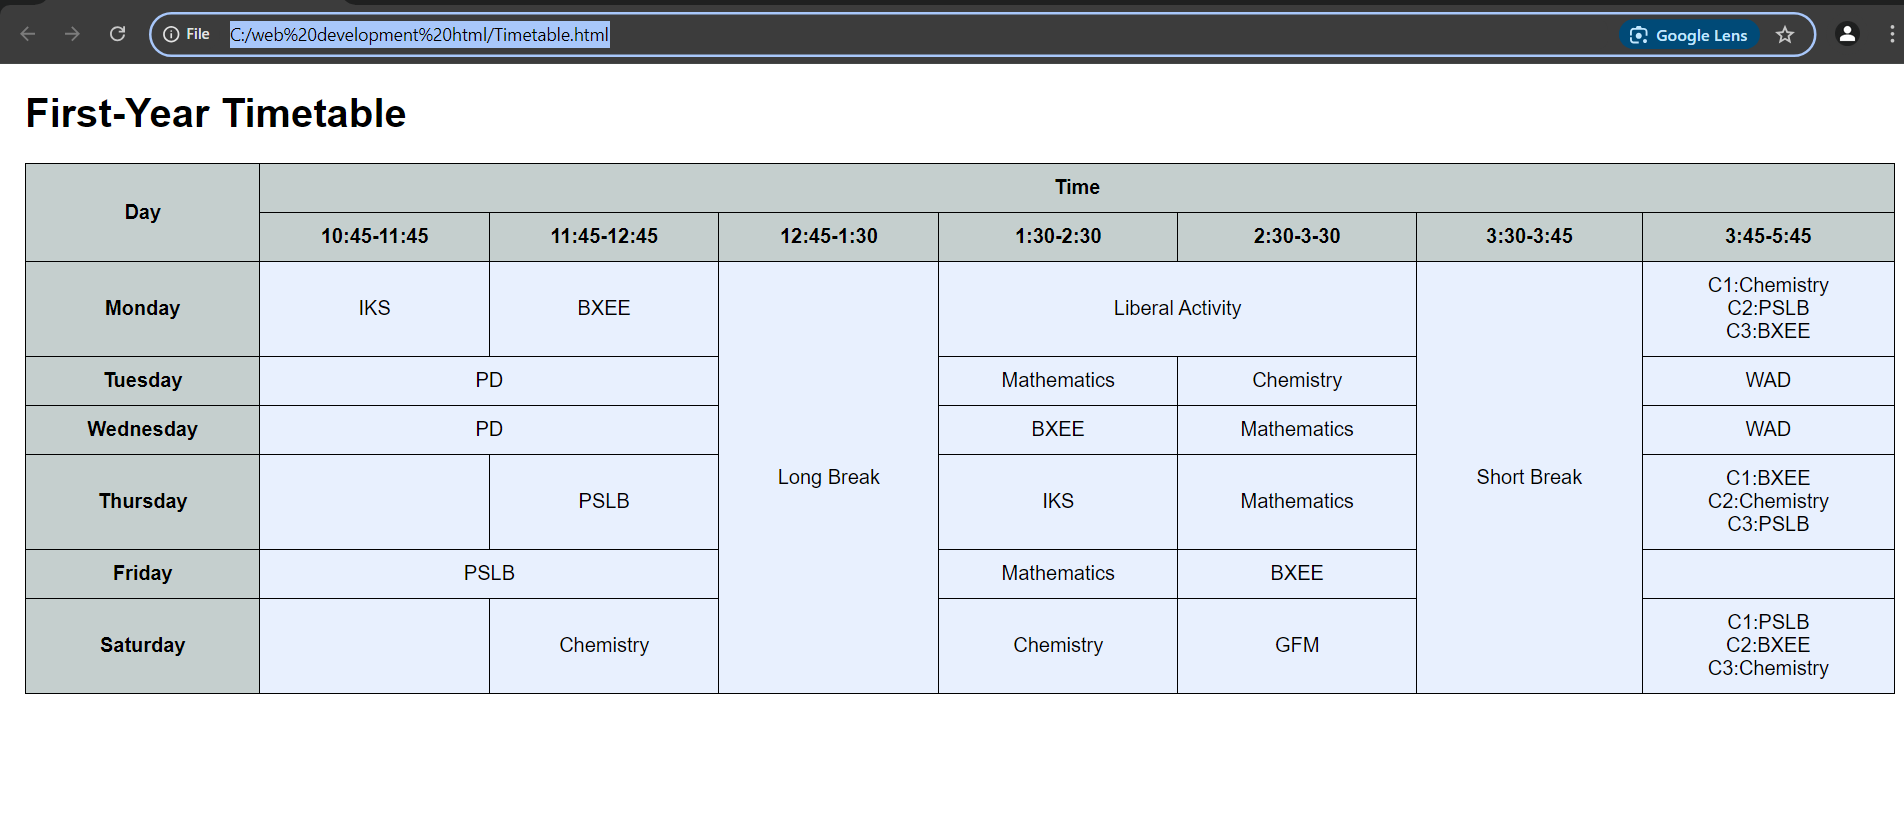 File C:/web%20development%20html/Timetable.html Google Lens
First-Year Timetable
Day Time
10:45-11:45 11:45-12:45 12:45-1:30 1:30-2:30 2:30-3-30 3:30-3:45 3:45-5:45
Monday IKS BXEE Liberal Activity C1:Chemistry
C2:PSLB
C3:BXEE
Tuesday PD Mathematics Chemistry WAD
Wednesday PD BXEE Mathematics WAD
Long Break Short Break
Thursday PSLB IKS Mathematics C1:BXEE
C2:Chemistry
C3:PSLB
Friday PSLB Mathematics BXEE
Saturday Chemistry Chemistry GFM C1:PSLB
C2:BXEE
C3:Chemistry